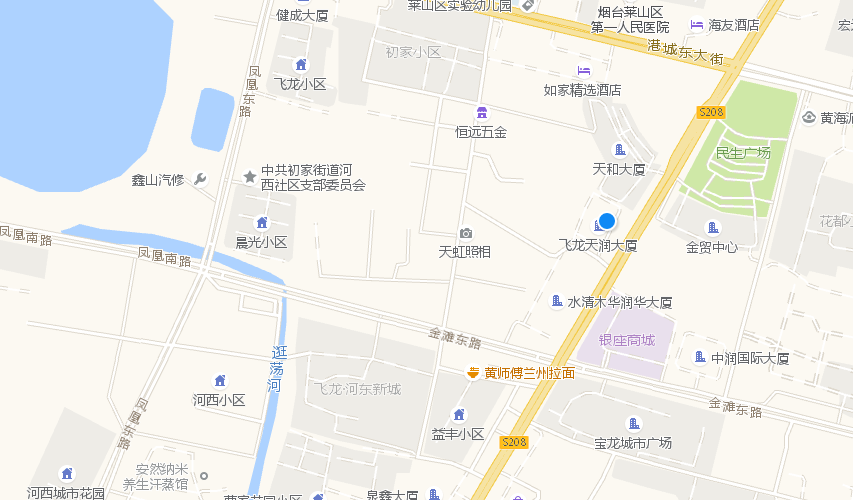 莱山区实验幼儿园
健成大厦
烟台莱山区
第一人民医院
海友酒店
港城东大街
初家小区
凤凰东路
飞龙小区
如家精选酒店
S208
恒远五金
黄海派
民生广场
天和大厦
中共初家街道河
西社区支部委员会
鑫山汽修
花都
凤凰南路
晨光小区
天虹照相
飞龙天润大厦
金贸中心
凤凰南路
水清木华润华大厦
金滩东路
银座商城
逛荡河
中润国际大厦
黄师傅兰州拉面
飞龙·河东新城
河西小区
金滩东路
凤凰东路
益丰小区
S208
宝龙城市广场
安然纳米
养生汗蒸馆
河西城市花园
泉鑫大厦